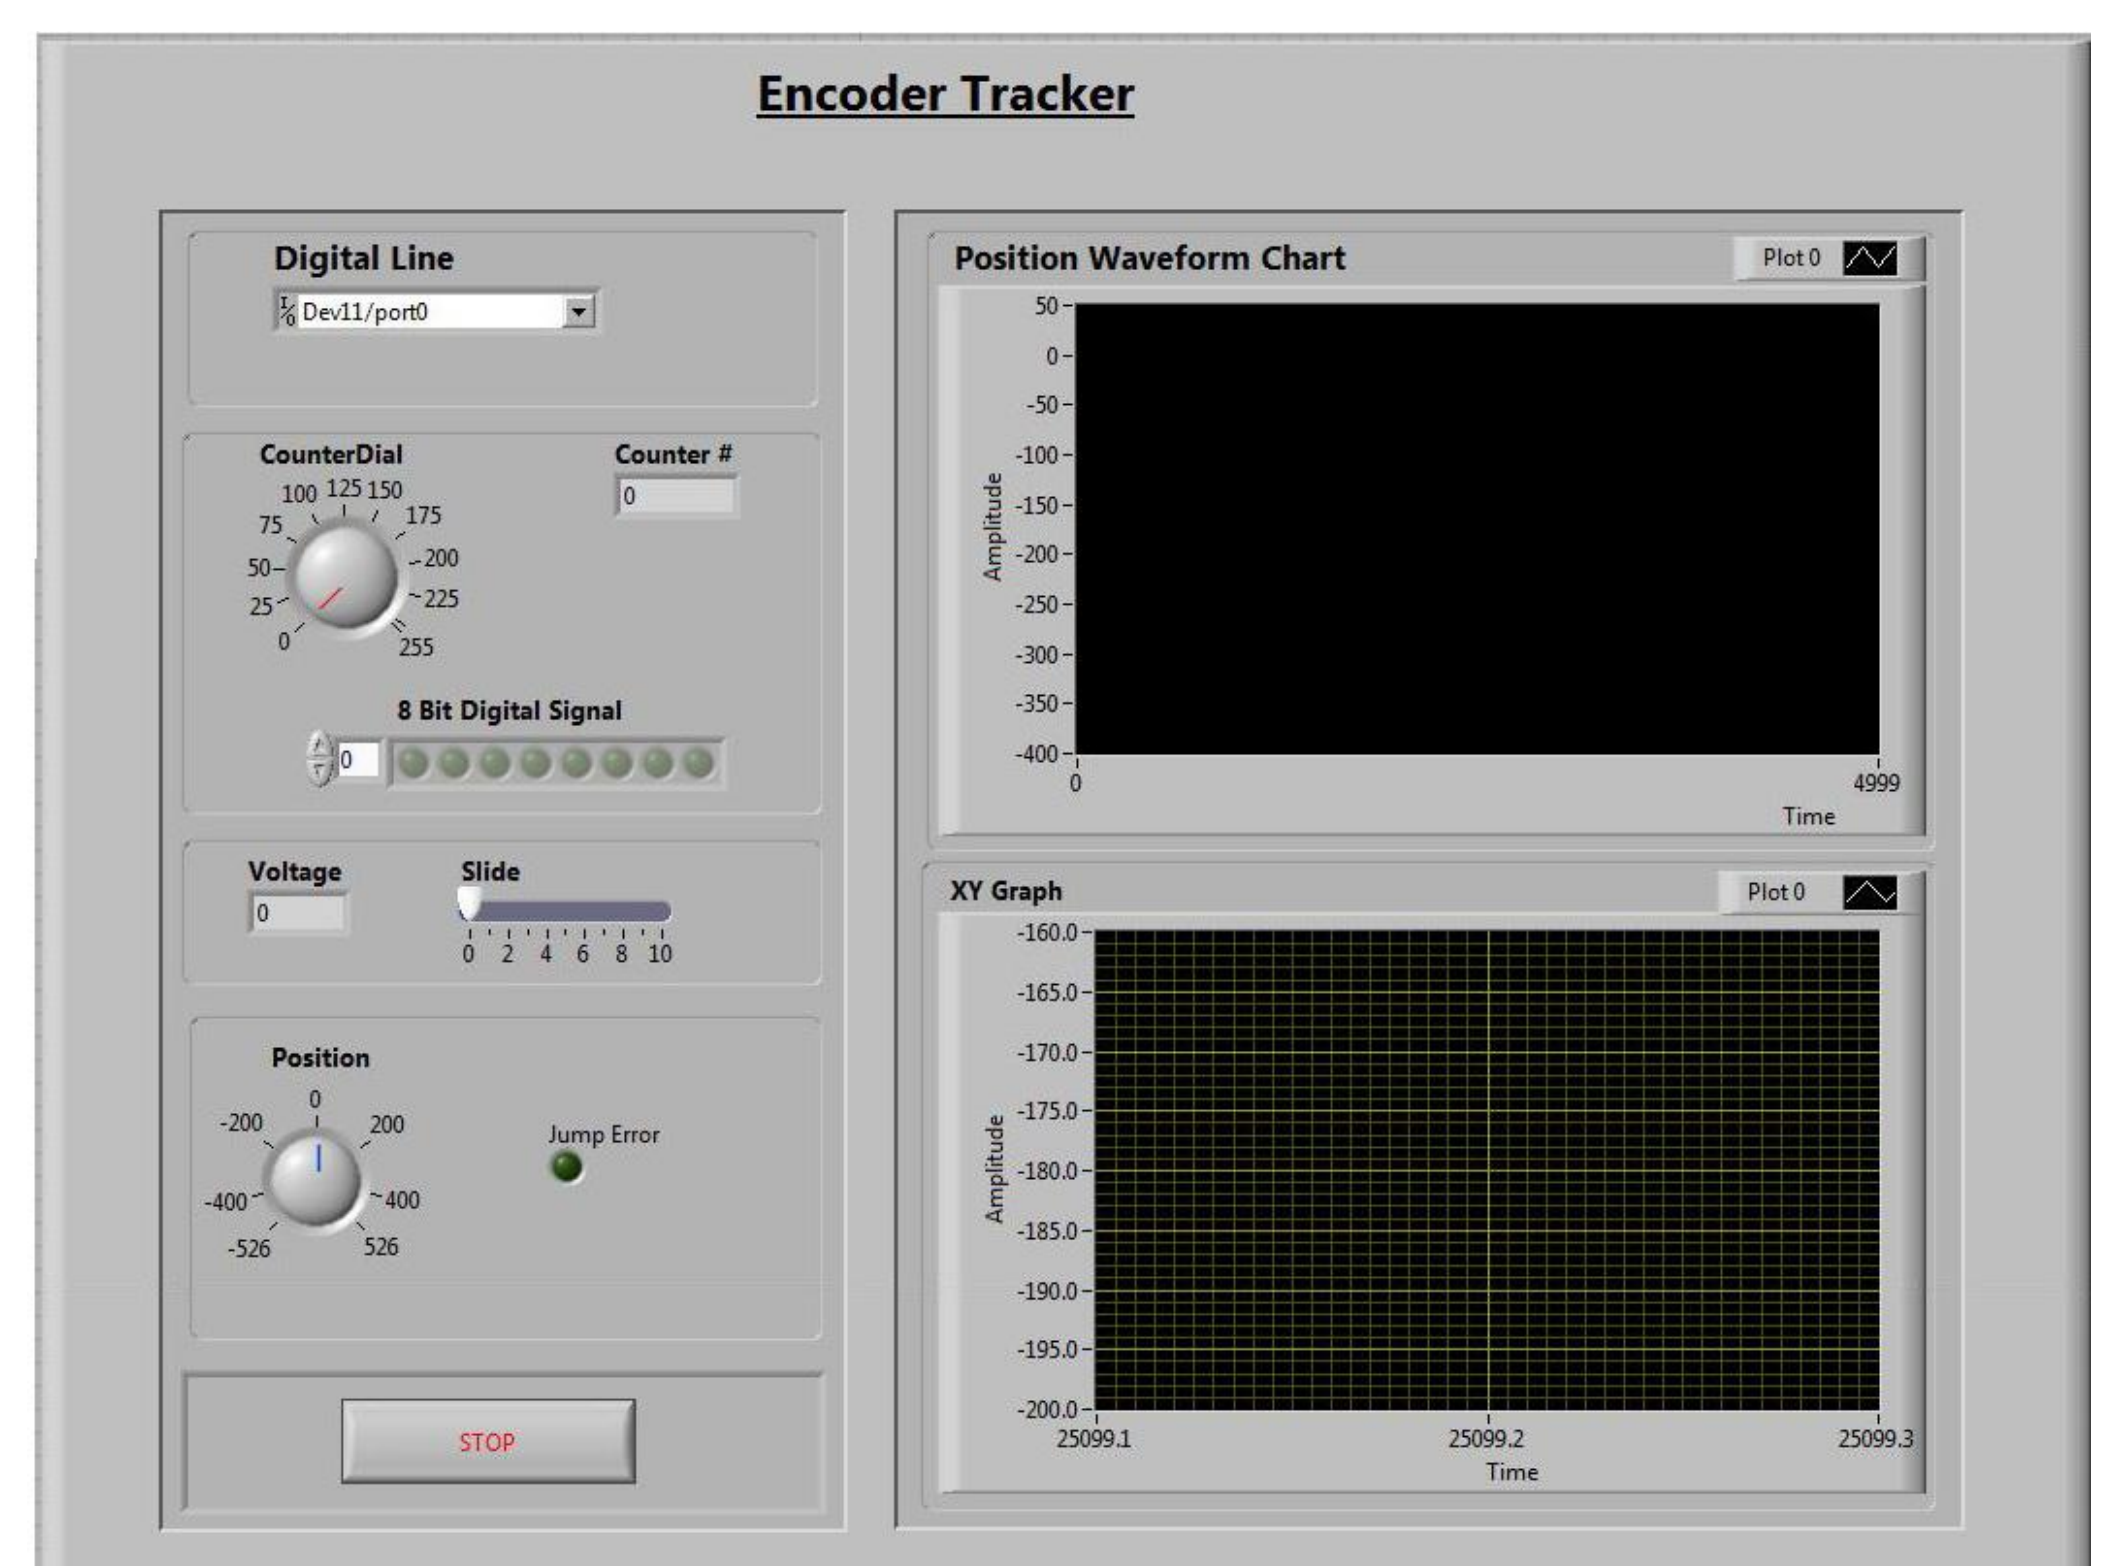 Encoder Tracker
Digital Line
I/O Dev11/port0
CounterDial
Counter #
0
0 25 50 75 100 125 150 175 200 225 255
8 Bit Digital Signal
0
Voltage
0
Slide
0 2 4 6 8 10
Position
-526 -400 -200 0 200 400 526
Jump Error
STOP
Position Waveform Chart
Plot 0
Amplitude
50
0
-50
-100
-150
-200
-250
-300
-350
-400
0 4999
Time
XY Graph
Plot 0
Amplitude
-160.0
-165.0
-170.0
-175.0
-180.0
-185.0
-190.0
-195.0
-200.0
25099.1 25099.2 25099.3
Time